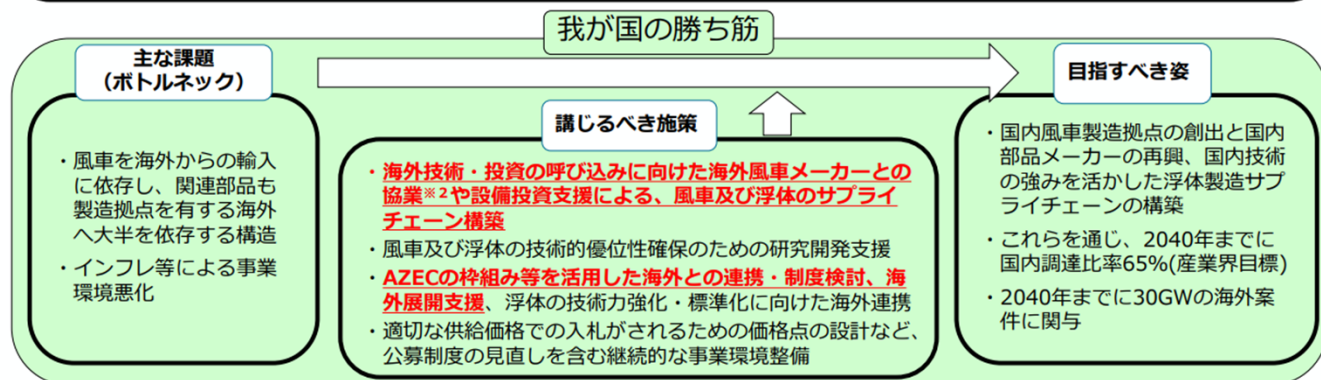 我が国の勝ち筋
主な課題
（ボトルネック）
・風車を海外からの輸入
に依存し、関連部品も
製造拠点を有する海外
へ大半を依存する構造
・インフレ等による事業
環境悪化
講じるべき施策
・海外技術・投資の呼び込みに向けた海外風車メーカーとの
協業※2や設備投資支援による、風車及び浮体のサプライ
チェーン構築
・風車及び浮体の技術的優位性確保のための研究開発支援
・AZECの枠組み等を活用した海外との連携・制度検討、海
外展開支援、浮体の技術力強化・標準化に向けた海外連携
・適切な供給価格での入札がされるための価格点の設計など、
公募制度の見直しを含む継続的な事業環境整備
目指すべき姿
・国内風車製造拠点の創出と国内
部品メーカーの再興、国内技術
の強みを活かした浮体製造サプ
ライチェーンの構築
・これらを通じ、2040年までに
国内調達比率65%(産業界目標)
・2040年までに30GWの海外案
件に関与